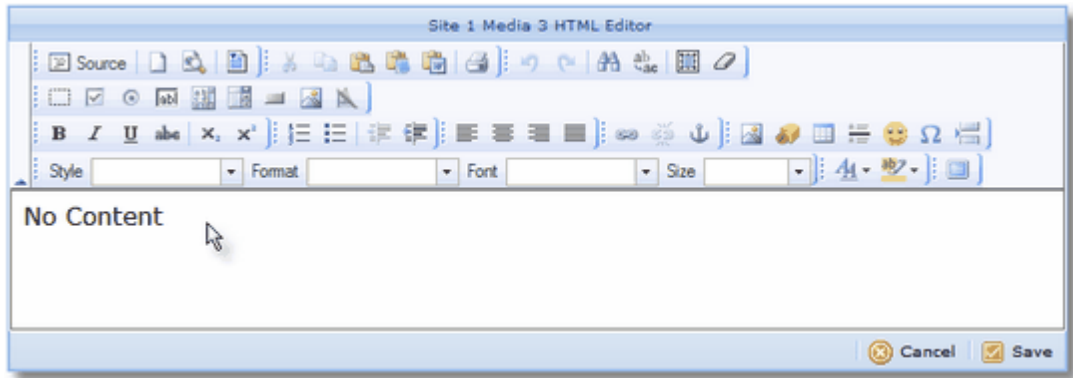 Site 1 Media 3 HTML Editor
Source
B I U abc X₂ X² Ω
Style Format Font Size
No Content
Cancel Save